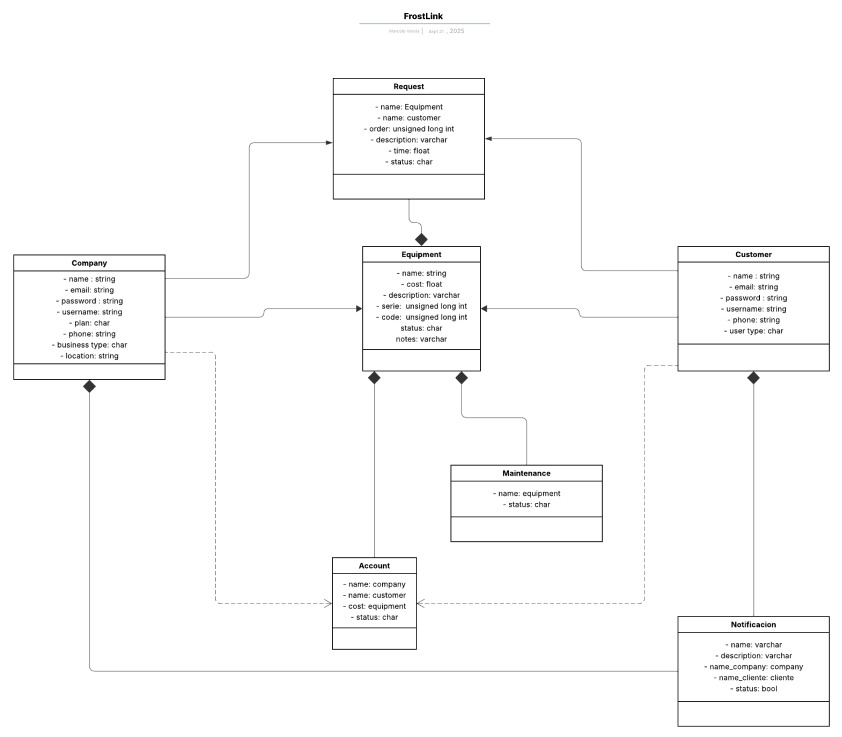 FrostLink
Sept 21 , 2025
Request
- name: Equipment
- name: customer
- order: unsigned long int
- description: varchar
- time: float
- status: char
Company
- name : string
- email: string
- password : string
- username: string
- plan: char
- phone: string
- business type: char
- location: string
Equipment
- name: string
- cost: float
- description: varchar
- serie:  unsigned long int
- code:  unsigned long int
status: char
notes: varchar
Customer
- name : string
- email: string
- password : string
- username: string
- phone: string
- user type: char
Maintenance
- name: equipment
- status: char
Account
- name: company
- name: customer
- cost: equipment
- status: char
Notificacion
- name: varchar
- description: varchar
- name_company: company
- name_cliente: cliente
- status: bool